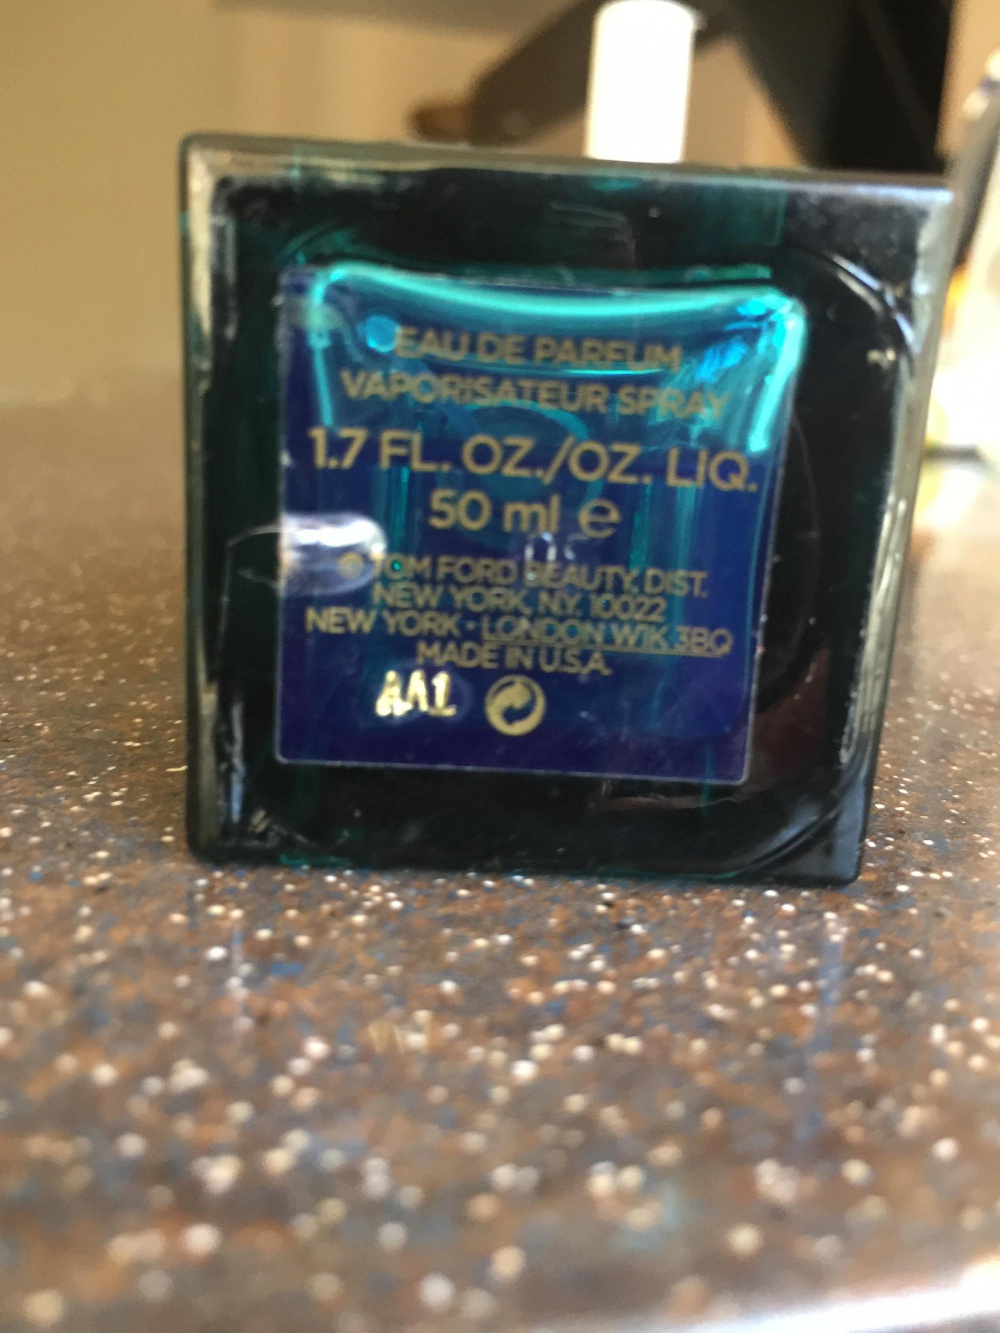 EAU DE PARFUM
VAPORISATEUR SPRAY
1.7 FL. OZ./OZ. LIQ.
50 ml ℮
© TOM FORD BEAUTY, DIST.
NEW YORK, N.Y. 10022
NEW YORK • LONDON W1K 3BQ
MADE IN U.S.A.
AA1